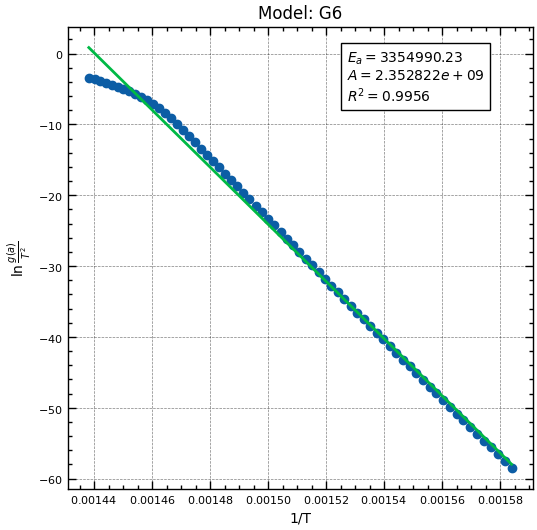 Model: G6
E_a = 3354990.23
A = 2.352822e + 09
R^2 = 0.9956
0
−10
−20
−30
−40
−50
−60
ln g(a)/T^2
0.00144 0.00146 0.00148 0.00150 0.00152 0.00154 0.00156 0.00158
1/T